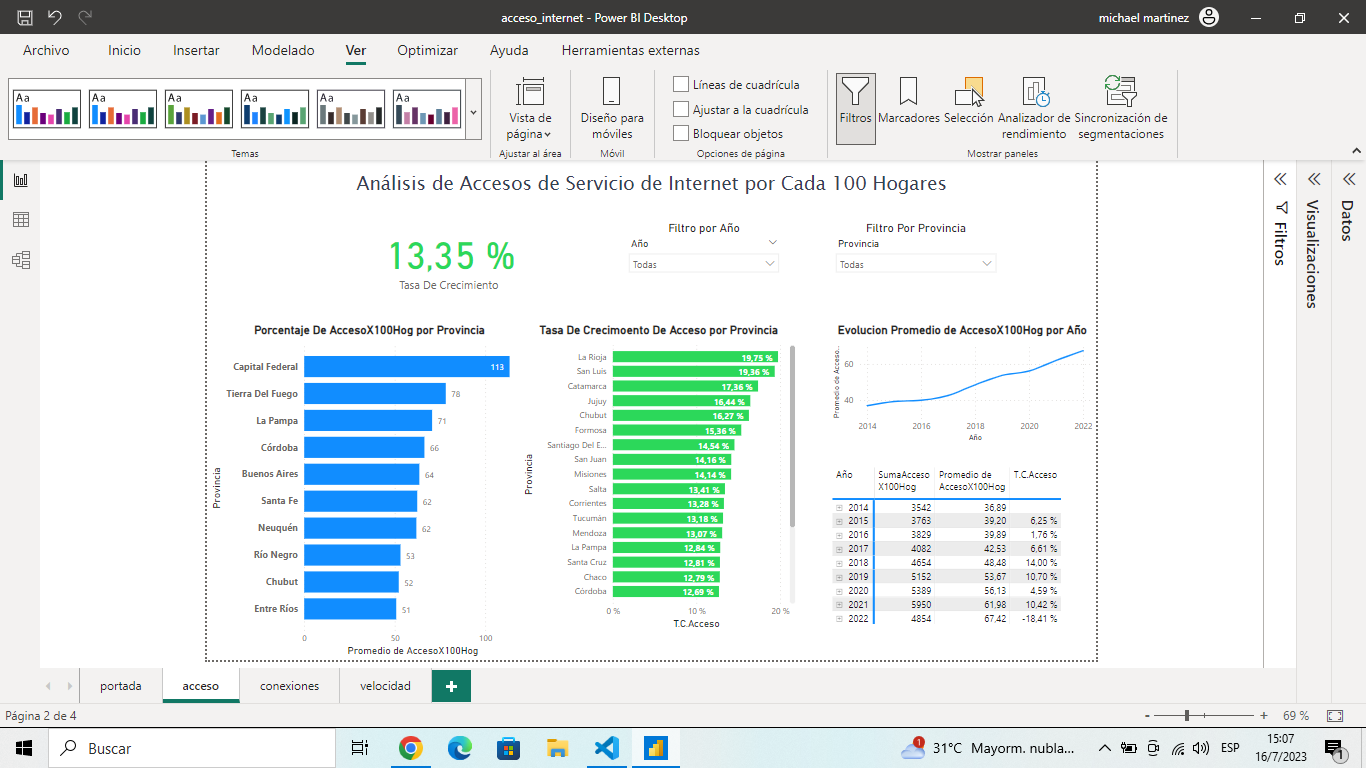 acceso_internet - Power BI Desktop
michael martinez
Archivo
Inicio
Insertar
Modelado
Ver
Optimizar
Ayuda
Herramientas externas
Aa
Aa
Aa
Aa
Aa
Aa
Temas
Vista de
página
Ajustar al área
Diseño para
móviles
Móvil
Líneas de cuadrícula
Ajustar a la cuadrícula
Bloquear objetos
Opciones de página
Filtros
Marcadores
Selección
Analizador de
rendimiento
Sincronización de
segmentaciones
Mostrar paneles
Análisis de Accesos de Servicio de Internet por Cada 100 Hogares
13,35 %
Tasa De Crecimiento
Filtro por Año
Año
Todas
Filtro Por Provincia
Provincia
Todas
Porcentaje De AccesoX100Hog por Provincia
Provincia
Capital Federal 113
Tierra Del Fuego 78
La Pampa 71
Córdoba 66
Buenos Aires 64
Santa Fe 62
Neuquén 62
Río Negro 53
Chubut 52
Entre Ríos 51
0 50 100
Promedio de AccesoX100Hog
Tasa De Crecimoento De Acceso por Provincia
Provincia
La Rioja 19,75 %
San Luis 19,36 %
Catamarca 17,36 %
Jujuy 16,44 %
Chubut 16,27 %
Formosa 15,36 %
Santiago Del E... 14,54 %
San Juan 14,16 %
Misiones 14,14 %
Salta 13,41 %
Corrientes 13,28 %
Tucumán 13,18 %
Mendoza 13,07 %
La Pampa 12,84 %
Santa Cruz 12,81 %
Chaco 12,79 %
Córdoba 12,69 %
0 % 10 % 20 %
T.C.Acceso
Evolucion Promedio de AccesoX100Hog por Año
Promedio de Acceso...
60
40
2014 2016 2018 2020 2022
Año
Año SumaAcceso Promedio de T.C.Acceso
X100Hog AccesoX100Hog
2014 3542 36,89
2015 3763 39,20 6,25 %
2016 3829 39,89 1,76 %
2017 4082 42,53 6,61 %
2018 4654 48,48 14,00 %
2019 5152 53,67 10,70 %
2020 5389 56,13 4,59 %
2021 5950 61,98 10,42 %
2022 4854 67,42 -18,41 %
Filtros
Visualizaciones
Datos
portada
acceso
conexiones
velocidad
Página 2 de 4
69 %
Buscar
1
31°C Mayorm. nubla...
ESP
15:07
16/7/2023
1